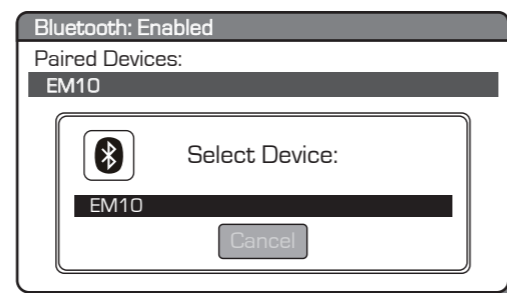 Bluetooth: Enabled
Paired Devices:
EM10
Select Device:
EM10
Cancel